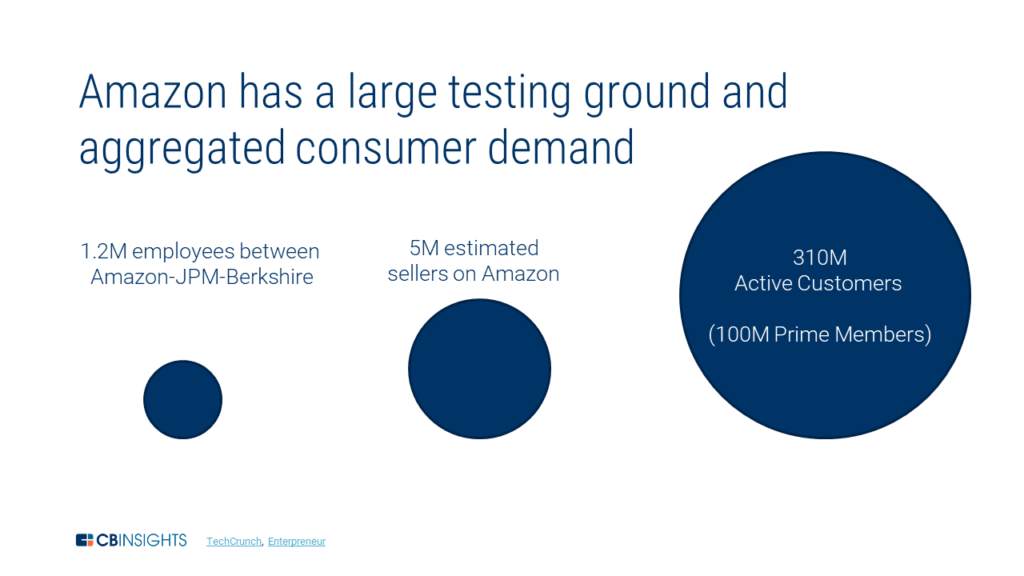 Amazon has a large testing ground and
aggregated consumer demand
1.2M employees between
Amazon-JPM-Berkshire
5M estimated
sellers on Amazon
310M
Active Customers
(100M Prime Members)
CBINSIGHTS
TechCrunch, Enterpreneur